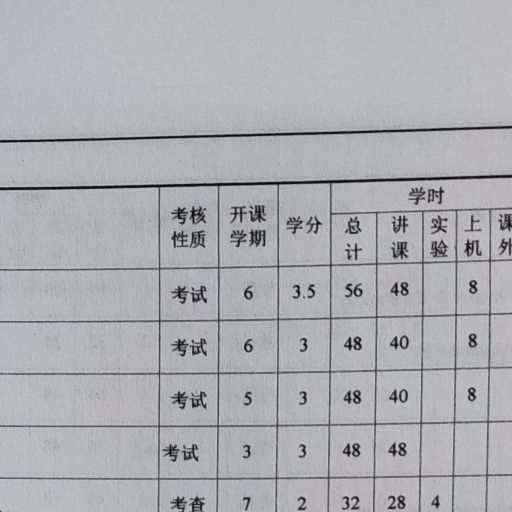 学时
考核性质 开课学期 学分 总计 讲课 实验 上机 课外
考试 6 3.5 56 48 8
考试 6 3 48 40 8
考试 5 3 48 40 8
考试 3 3 48 48
考查 7 2 32 28 4